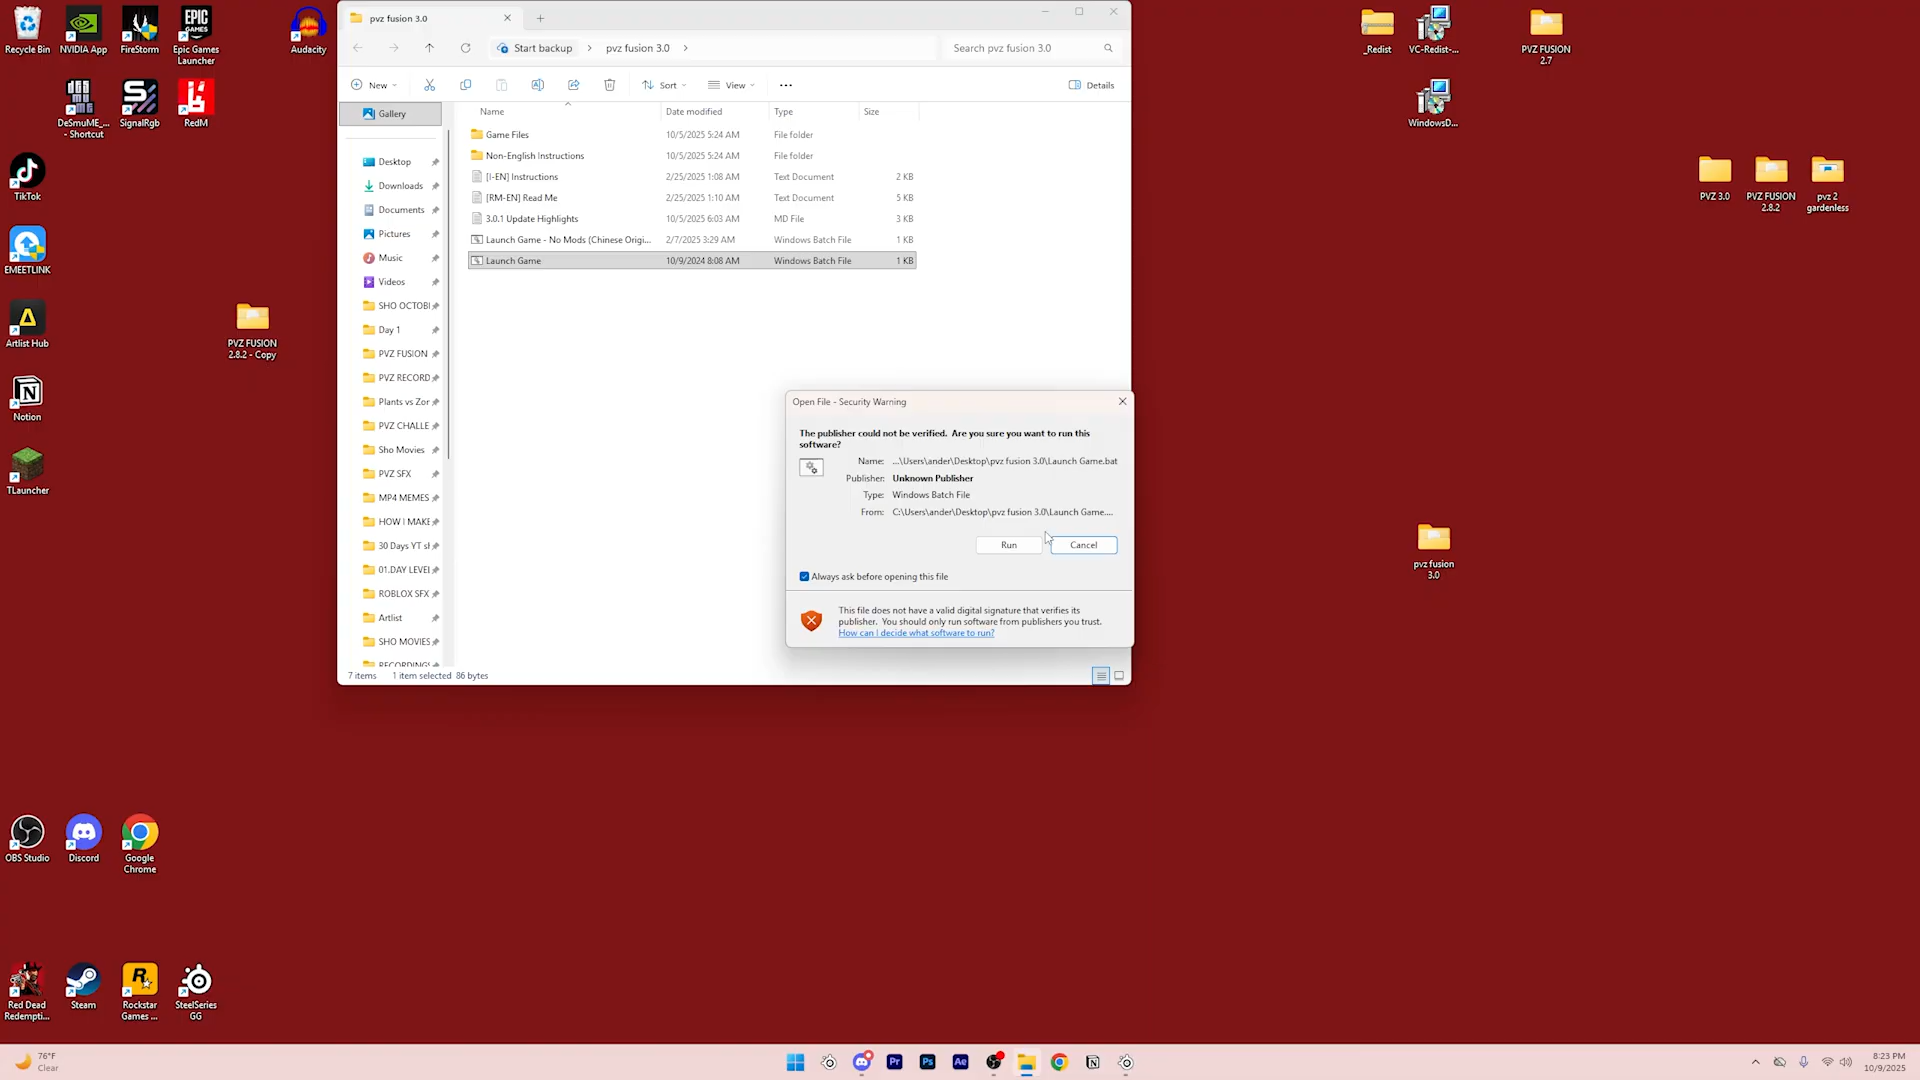 Recycle Bin
NVIDIA App
FireStorm
Epic Games
Launcher
Audacity
DeSmuME_...
- Shortcut
SignalRgb
RedM
TikTok
EMEETLINK
Artlist Hub
PVZ FUSION
2.8.2 - Copy
Notion
TLauncher
OBS Studio
Discord
Google
Chrome
Red Dead
Redempti...
Steam
Rockstar
Games ...
SteelSeries
GG
pvz fusion 3.0
Start backup
pvz fusion 3.0
Search pvz fusion 3.0
New
Sort
View
Details
Gallery
Desktop
Downloads
Documents
Pictures
Music
Videos
SHO OCTOBI
Day 1
PVZ FUSION
PVZ RECORD
Plants vs Zor
PVZ CHALLE
Sho Movies
PVZ SFX
MP4 MEMES
HOW I MAKE
30 Days YT sl
01.DAY LEVEI
ROBLOX SFX
Artlist
SHO MOVIES
RECORDINGS
Name Date modified Type Size
Game Files 10/5/2025 5:24 AM File folder
Non-English Instructions 10/5/2025 5:24 AM File folder
[I-EN] Instructions 2/25/2025 1:08 AM Text Document 2 KB
[RM-EN] Read Me 2/25/2025 1:10 AM Text Document 5 KB
3.0.1 Update Highlights 10/5/2025 6:03 AM MD File 3 KB
Launch Game - No Mods (Chinese Origi... 2/7/2025 3:29 AM Windows Batch File 1 KB
Launch Game 10/9/2024 8:08 AM Windows Batch File 1 KB
7 items 1 item selected 86 bytes
Open File - Security Warning
The publisher could not be verified. Are you sure you want to run this
software?
Name: ...\Users\ander\Desktop\pvz fusion 3.0\Launch Game.bat
Publisher: Unknown Publisher
Type: Windows Batch File
From: C:\Users\ander\Desktop\pvz fusion 3.0\Launch Game....
Run
Cancel
Always ask before opening this file
This file does not have a valid digital signature that verifies its
publisher. You should only run software from publishers you trust.
How can I decide what software to run?
_Redist
VC-Redist-...
PVZ FUSION
2.7
WindowsD...
PVZ 3.0
PVZ FUSION
2.8.2
pvz 2
gardenless
pvz fusion
3.0
76°F
Clear
Pr
Ps
Ae
8:23 PM
10/9/2025